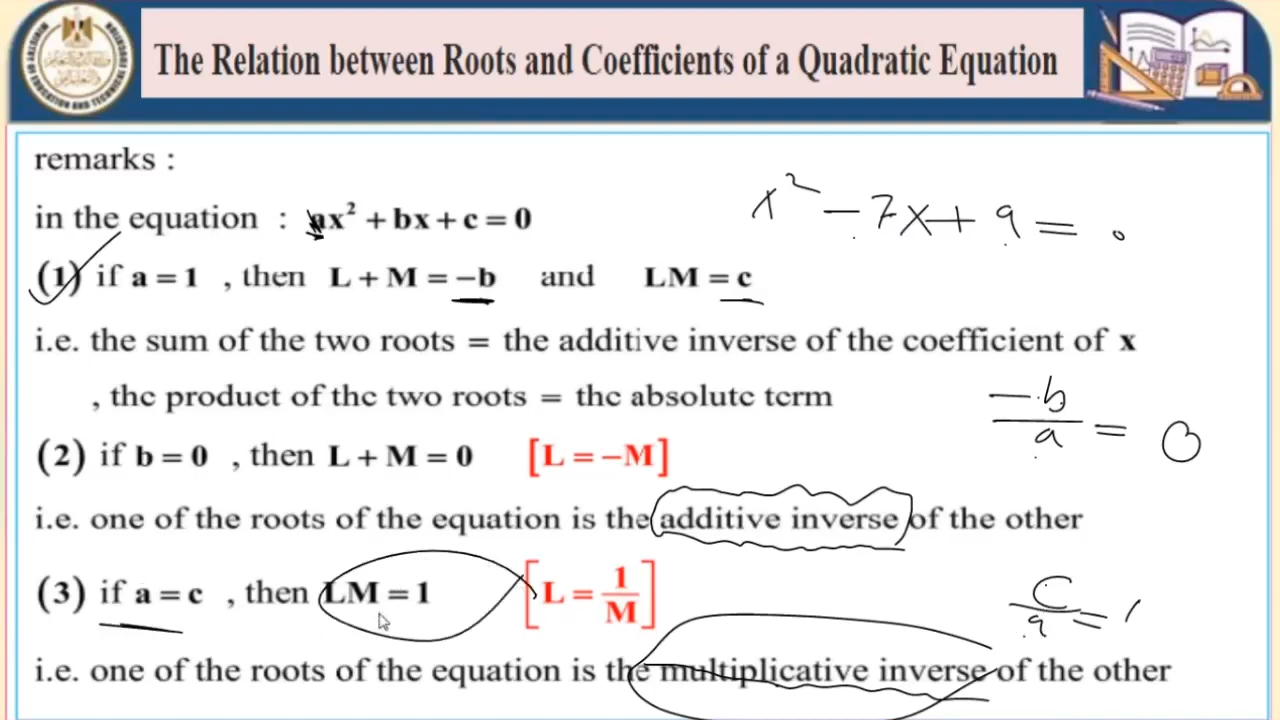 The Relation between Roots and Coefficients of a Quadratic Equation
remarks :
in the equation : ax² + bx + c = 0
x² - 7x + 9 = 0
(1) if a = 1 , then L + M = -b and LM = c
i.e. the sum of the two roots = the additive inverse of the coefficient of x
, the product of the two roots = the absolute term
-b/a = 0
(2) if b = 0 , then L + M = 0 [L = -M]
i.e. one of the roots of the equation is the additive inverse of the other
(3) if a = c , then LM = 1 [L = 1/M]
c/a = 1
i.e. one of the roots of the equation is the multiplicative inverse of the other